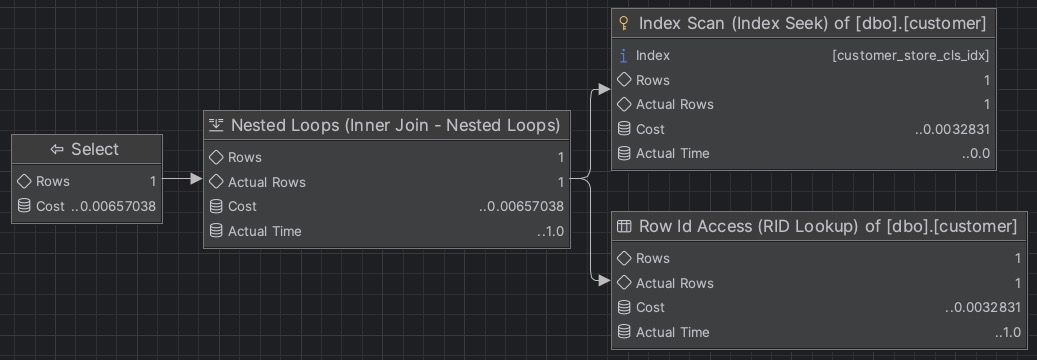 Select
Rows 1
Cost ..0.00657038
Nested Loops (Inner Join - Nested Loops)
Rows 1
Actual Rows 1
Cost ..0.00657038
Actual Time ..1.0
Index Scan (Index Seek) of [dbo].[customer]
Index [customer_store_cls_idx]
Rows 1
Actual Rows 1
Cost ..0.0032831
Actual Time ..0.0
Row Id Access (RID Lookup) of [dbo].[customer]
Rows 1
Actual Rows 1
Cost ..0.0032831
Actual Time ..1.0